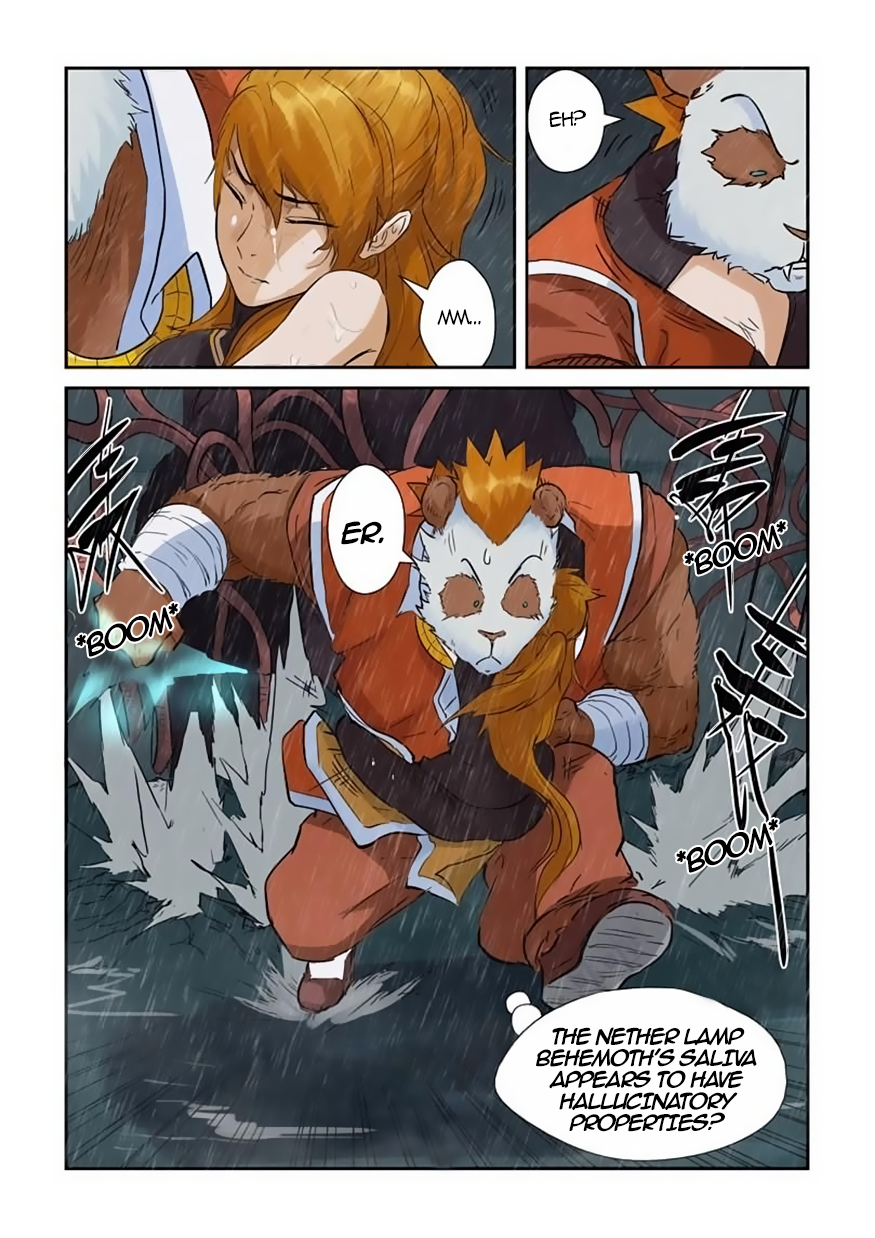 MM...
EH?
ER.
*BOOM*
*BOOM*
*BOOM*
THE NETHER LAMP
BEHEMOTH'S SALIVA
APPEARS TO HAVE
HALLUCINATORY
PROPERTIES?